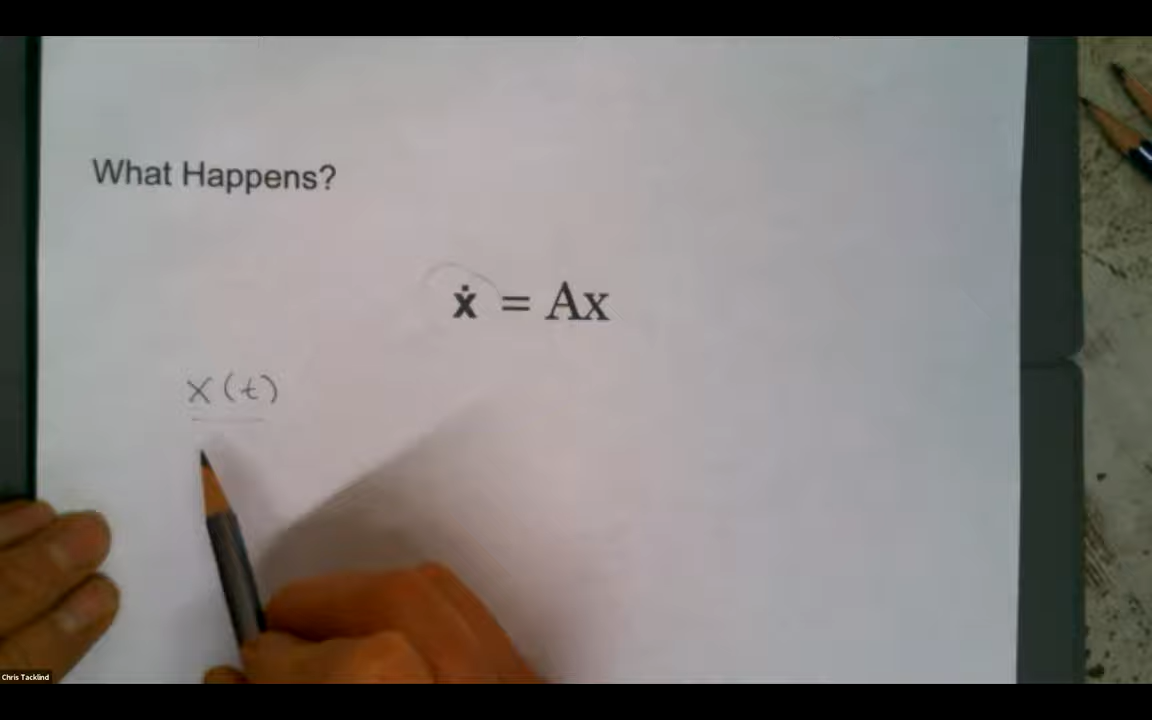 What Happens?
ẋ = Ax
x(t)
Chris Tacklind